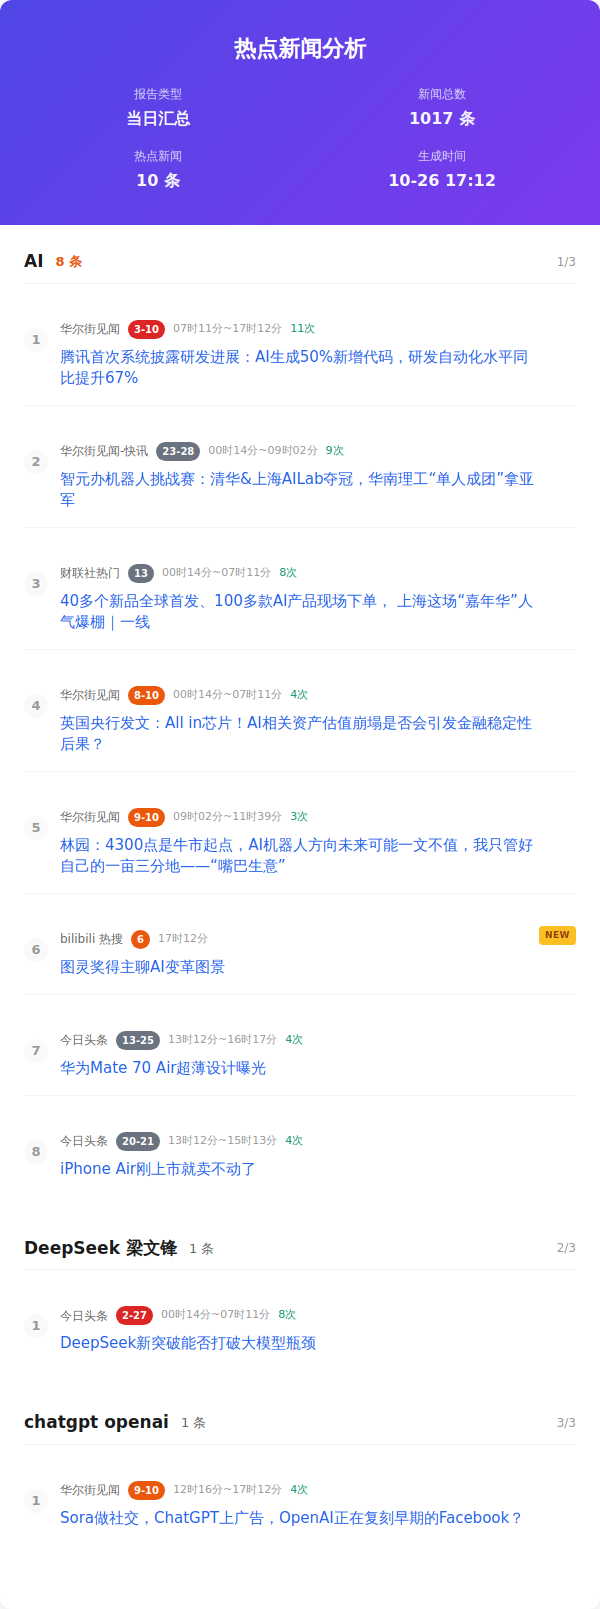 热点新闻分析
报告类型
新闻总数
当日汇总
1017 条
热点新闻
生成时间
10 条
10-26 17:12
AI 8 条 1/3
1 华尔街见闻 3-10 07时11分~17时12分 11次
腾讯首次系统披露研发进展：AI生成50%新增代码，研发自动化水平同
比提升67%
2 华尔街见闻-快讯 23-28 00时14分~09时02分 9次
智元办机器人挑战赛：清华&上海AILab夺冠，华南理工“单人成团”拿亚
军
3 财联社热门 13 00时14分~07时11分 8次
40多个新品全球首发、100多款AI产品现场下单， 上海这场“嘉年华”人
气爆棚｜一线
4 华尔街见闻 8-10 00时14分~07时11分 4次
英国央行发文：All in芯片！AI相关资产估值崩塌是否会引发金融稳定性
后果？
5 华尔街见闻 9-10 09时02分~11时39分 3次
林园：4300点是牛市起点，AI机器人方向未来可能一文不值，我只管好
自己的一亩三分地——“嘴巴生意”
6 bilibili 热搜 6 17时12分 NEW
图灵奖得主聊AI变革图景
7 今日头条 13-25 13时12分~16时17分 4次
华为Mate 70 Air超薄设计曝光
8 今日头条 20-21 13时12分~15时13分 4次
iPhone Air刚上市就卖不动了
DeepSeek 梁文锋 1 条 2/3
1 今日头条 2-27 00时14分~07时11分 8次
DeepSeek新突破能否打破大模型瓶颈
chatgpt openai 1 条 3/3
1 华尔街见闻 9-10 12时16分~17时12分 4次
Sora做社交，ChatGPT上广告，OpenAI正在复刻早期的Facebook？